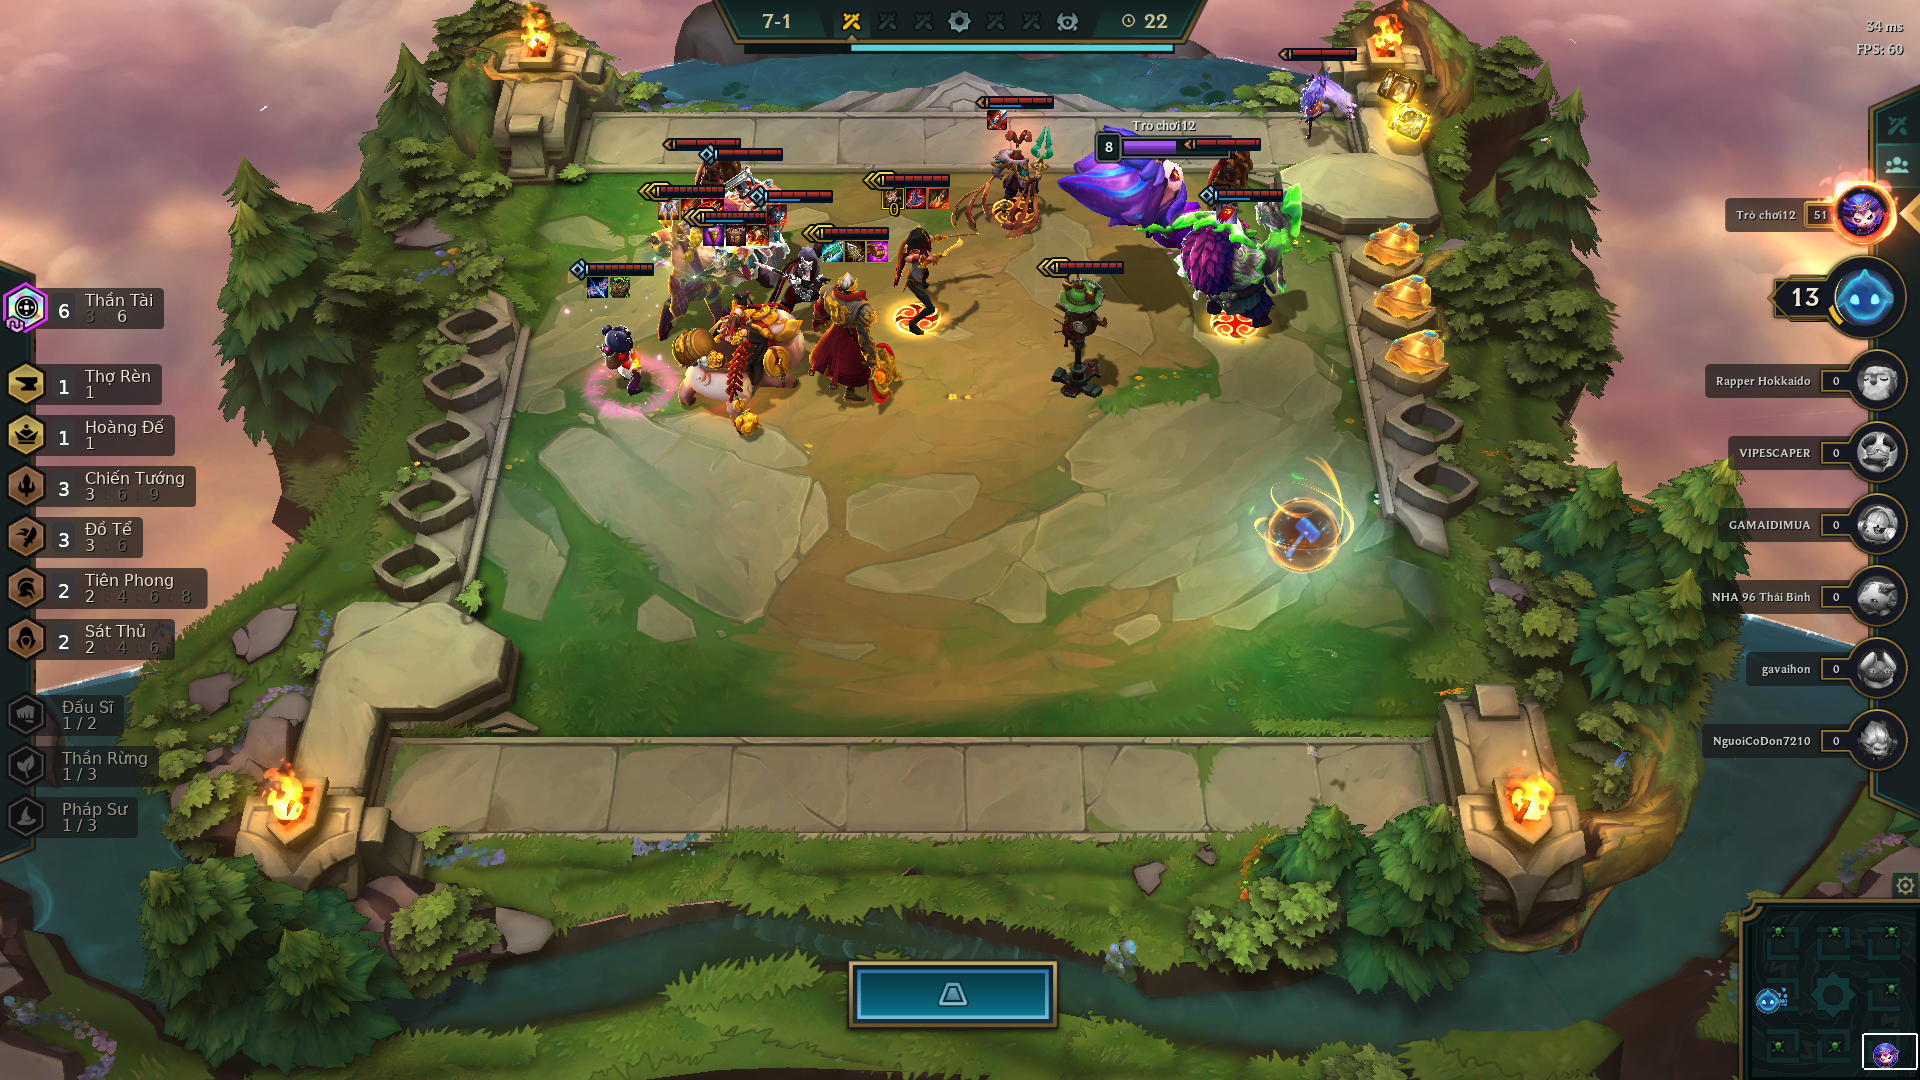 7-1
22
34 ms
FPS: 60
Trò chơi12
8
0
6 Thần Tài
3 › 6
1 Thợ Rèn
1
1 Hoàng Đế
1
3 Chiến Tướng
3 › 6 › 9
3 Đồ Tể
3 › 6
2 Tiên Phong
2 › 4 › 6 › 8
2 Sát Thủ
2 › 4 › 6
Đấu Sĩ
1 / 2
Thần Rừng
1 / 3
Pháp Sư
1 / 3
Trò chơi12 51
13
Rapper Hokkaido 0
VIPESCAPER 0
GAMAIDIMUA 0
NHA 96 Thái Bình 0
gavaihon 0
NguoiCoDon7210 0